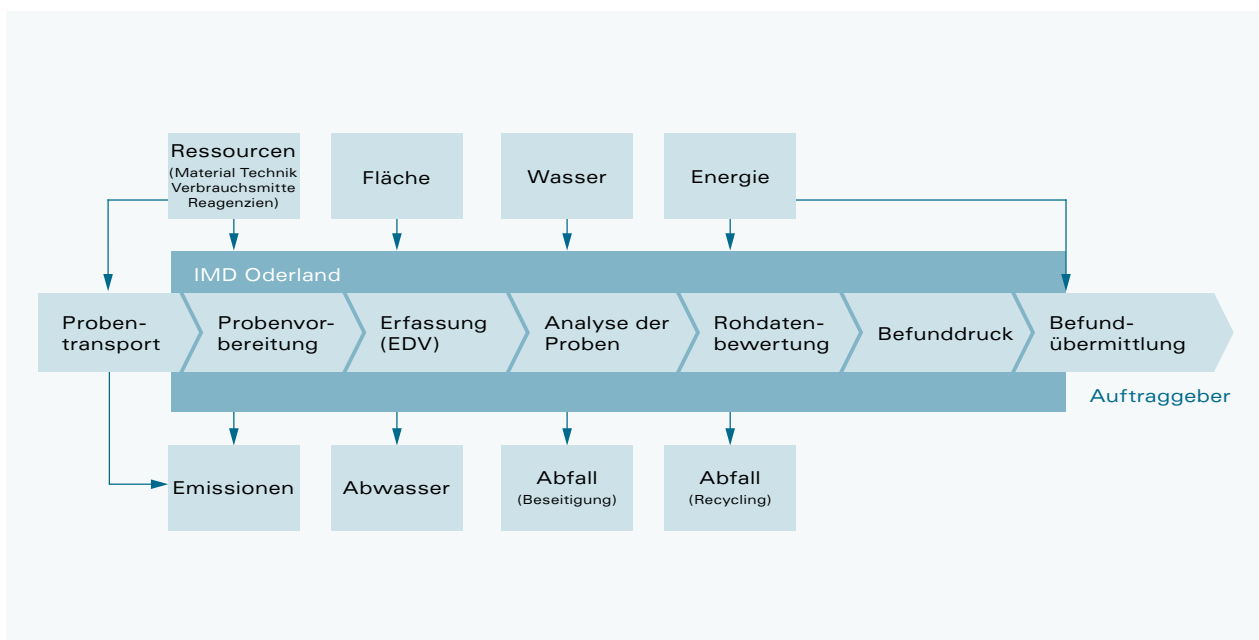 Ressourcen
(Material Technik
Verbrauchsmitte
Reagenzien)
Fläche
Wasser
Energie
IMD Oderland
Proben-
transport
Probenvor-
bereitung
Erfassung
(EDV)
Analyse der
Proben
Rohdaten-
bewertung
Befunddruck
Befund-
übermittlung
Auftraggeber
Emissionen
Abwasser
Abfall
(Beseitigung)
Abfall
(Recycling)